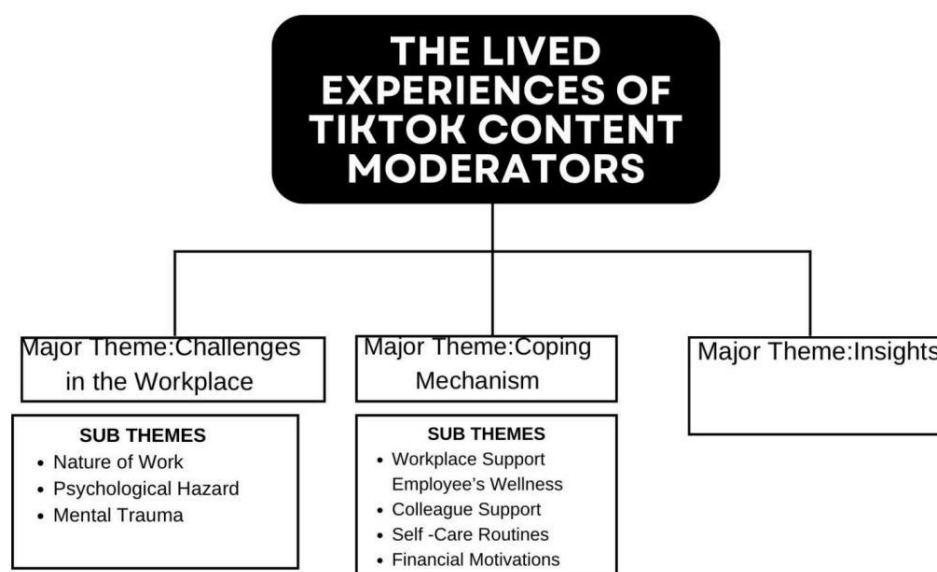 THE LIVED
EXPERIENCES OF
TIKTOK CONTENT
MODERATORS
Major Theme:Challenges
in the Workplace
SUB THEMES
• Nature of Work
• Psychological Hazard
• Mental Trauma
Major Theme:Coping
Mechanism
SUB THEMES
• Workplace Support
Employee's Wellness
• Colleague Support
• Self -Care Routines
• Financial Motivations
Major Theme:Insights